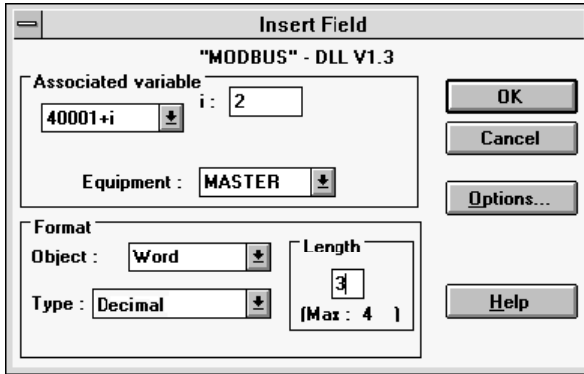 Insert Field
"MODBUS" - DLL V1.3
Associated variable
40001+i
i : 2
Equipment : MASTER
OK
Cancel
Options...
Format
Object : Word
Type : Decimal
Length
3
(Max : 4 )
Help